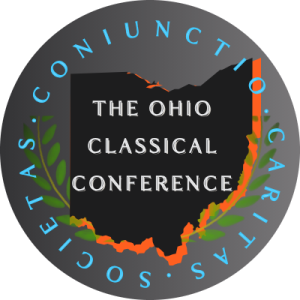 SOCIETAS · CONIUNCTIO · CARITAS ·
THE OHIO
CLASSICAL
CONFERENCE